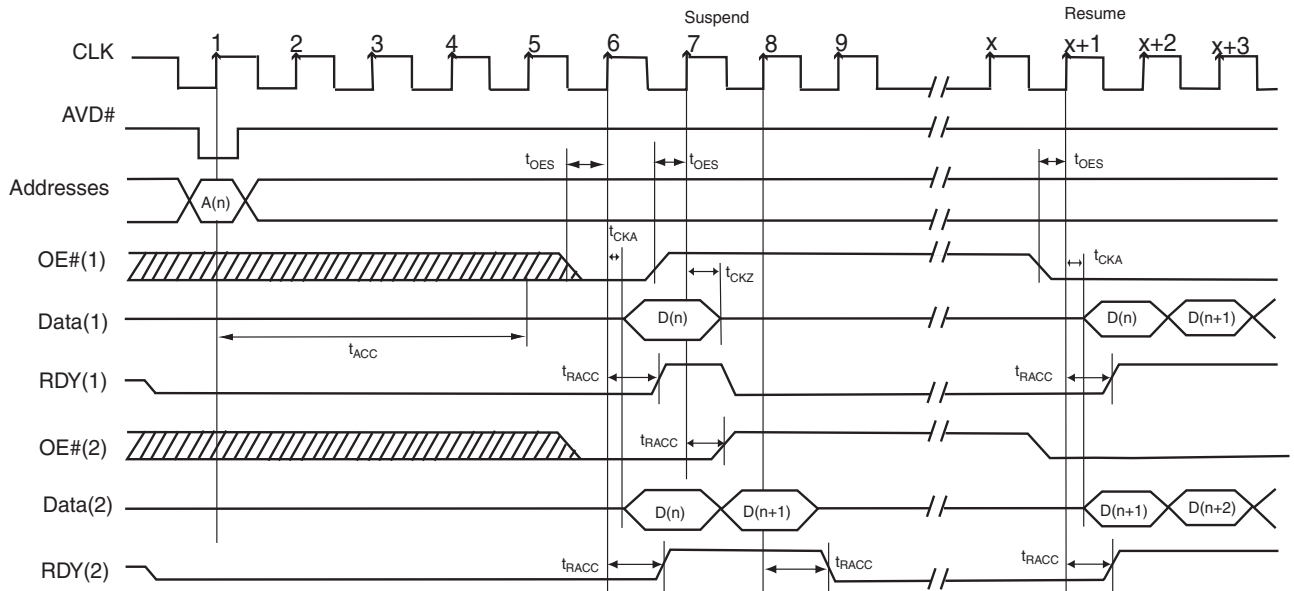 Suspend Resume
CLK 1 2 3 4 5 6 7 8 9 x x+1 x+2 x+3
AVD#
tOES tOES tOES
Addresses A(n)
tCKA
OE#(1) tCKA
tCKZ
Data(1) D(n) D(n) D(n+1)
tACC
RDY(1) tRACC tRACC
OE#(2) tRACC
Data(2) D(n) D(n+1) D(n+1) D(n+2)
tRACC tRACC tRACC
RDY(2)